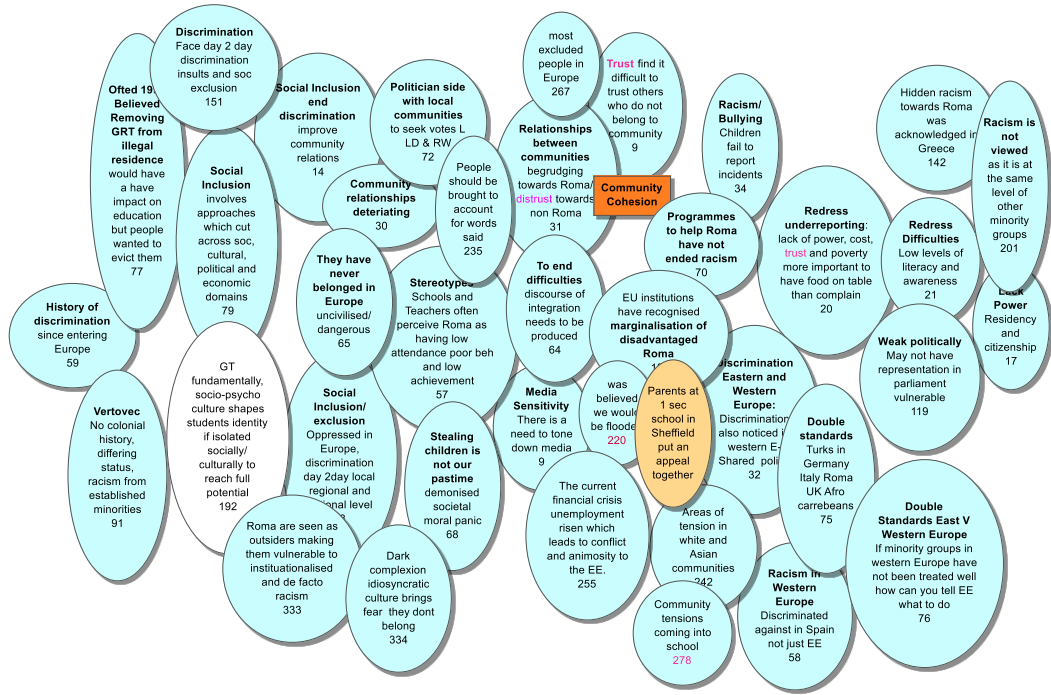 Discrimination
Face day 2 day
discrimination
insults and soc
exclusion
151
Ofted 19
Believed
Removing
GRT from
illegal
residence
would have
a have
impact on
education
but people
wanted to
evict them
77
Social
Inclusion
involves
approaches
which cut
across soc,
cultural,
political and
economic
domains
79
History of
discrimination
since entering
Europe
59
Vertovec
No colonial
history,
differing
status,
racism from
established
minorities
91
GT
fundamentally,
socio-psycho
culture shapes
students identity
if isolated
socially/
culturally to
reach full
potential
192
Social Inclusion
end
discrimination
improve
community
relations
14
Politician side
with local
communities
to seek votes L
LD & RW
72
Community
relationships
deteriating
30
People
should be
brought to
account
for words
said
235
They have
never
belonged in
Europe
uncivilised/
dangerous
65
Stereotypes
Schools and
Teachers often
perceive Roma as
having low
attendance poor beh
and low
achievement
57
Social
Inclusion/
exclusion
Oppressed in
Europe,
discrimination
day 2day local
regional and
level
Stealing
children is
not our
pastime
demonised
societal
moral panic
68
Roma are seen as
outsiders making
them vulnerable to
instituationalised
and de facto
racism
333
Dark
complexion
idiosyncratic
culture brings
fear they dont
belong
334
most
excluded
people in
Europe
267
Trust find it
difficult to
trust others
who do not
belong to
community
9
Relationships
between
communities
begrudging
towards Roma/
distrust towards
non Roma
31
Community
Cohesion
Racism/
Bullying
Children
fail to
report
incidents
34
Programmes
to help Roma
have not
ended racism
70
To end
difficulties
discourse of
integration
needs to be
produced
64
EU institutions
have recognised
marginalisation of
disadvantaged
Roma
Media
Sensitivity
There is a
need to tone
down media
9
was
believed
we would
be floode
220
Parents at
1 sec
school in
Sheffield
put an
appeal
together
Discrimination
Eastern and
Western
Europe:
Discrimination
also noticed
western E-
Shared
32
The current
financial crisis
unemployment
risen which
leads to conflict
and animosity to
the EE.
255
Areas of
tension in
white and
Asian
communities
242
Community
tensions
coming into
school
278
Racism in
Western
Europe
Discriminated
against in Spain
not just EE
58
Double
standards
Turks in
Germany
Italy Roma
UK Afro
carrebeans
75
Redress
underreporting:
lack of power, cost,
trust and poverty
more important to
have food on table
than complain
20
Hidden racism
towards Roma
was
acknowledged in
Greece
142
Racism is
not
viewed
as it is at
the same
level of
other
minority
groups
201
Redress
Difficulties
Low levels of
literacy and
awareness
21
Lack
Power
Residency
and
citizenship
17
Weak politically
May not have
representation in
parliament
vulnerable
119
Double
Standards East V
Western Europe
If minority groups in
western Europe have
not been treated well
how can you tell EE
what to do
76